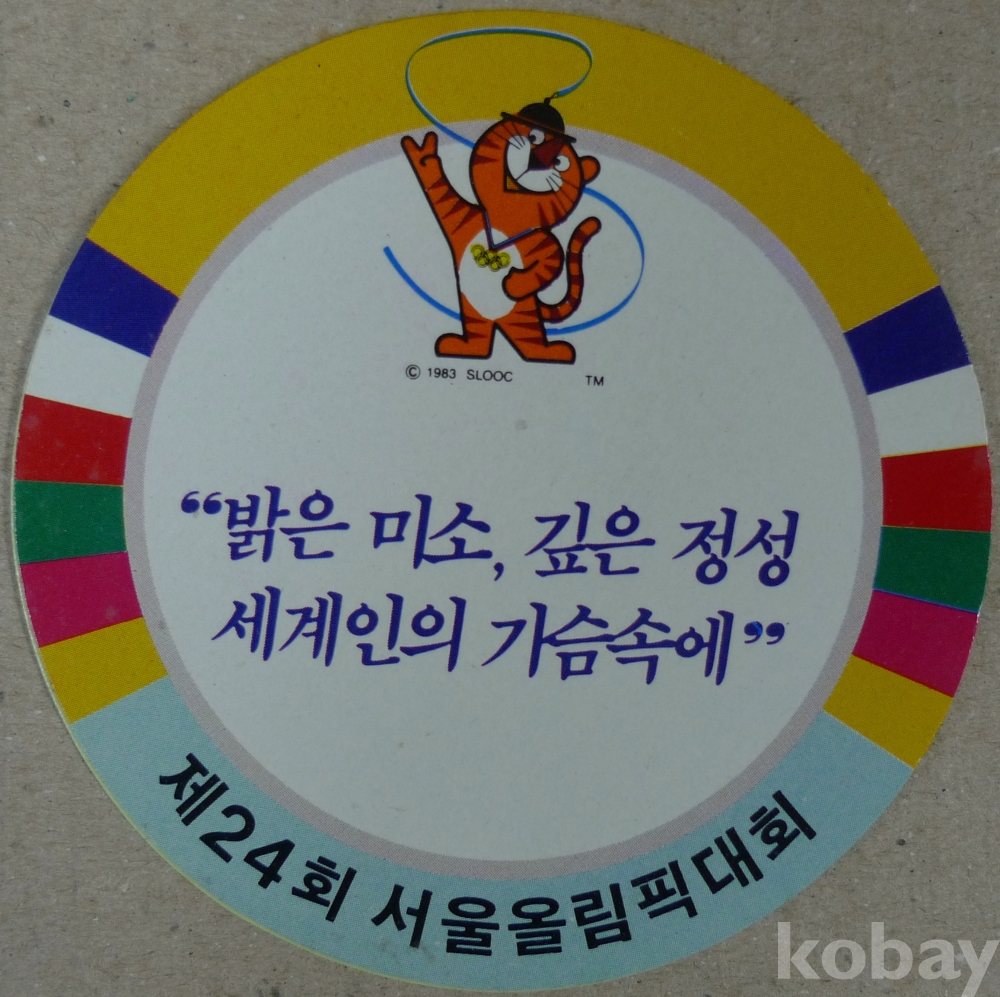 © 1983 SLOOC TM
“밝은 미소, 깊은 정성
세계인의 가슴속에”
제24회 서울올림픽대회
kobay